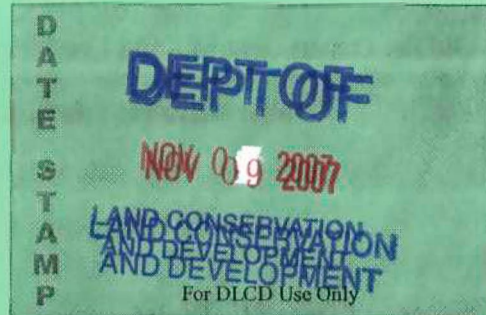 DATE STAMP
DEPT OF
NOV 09 2007
LAND CONSERVATION
AND DEVELOPMENT
For DLCD Use Only